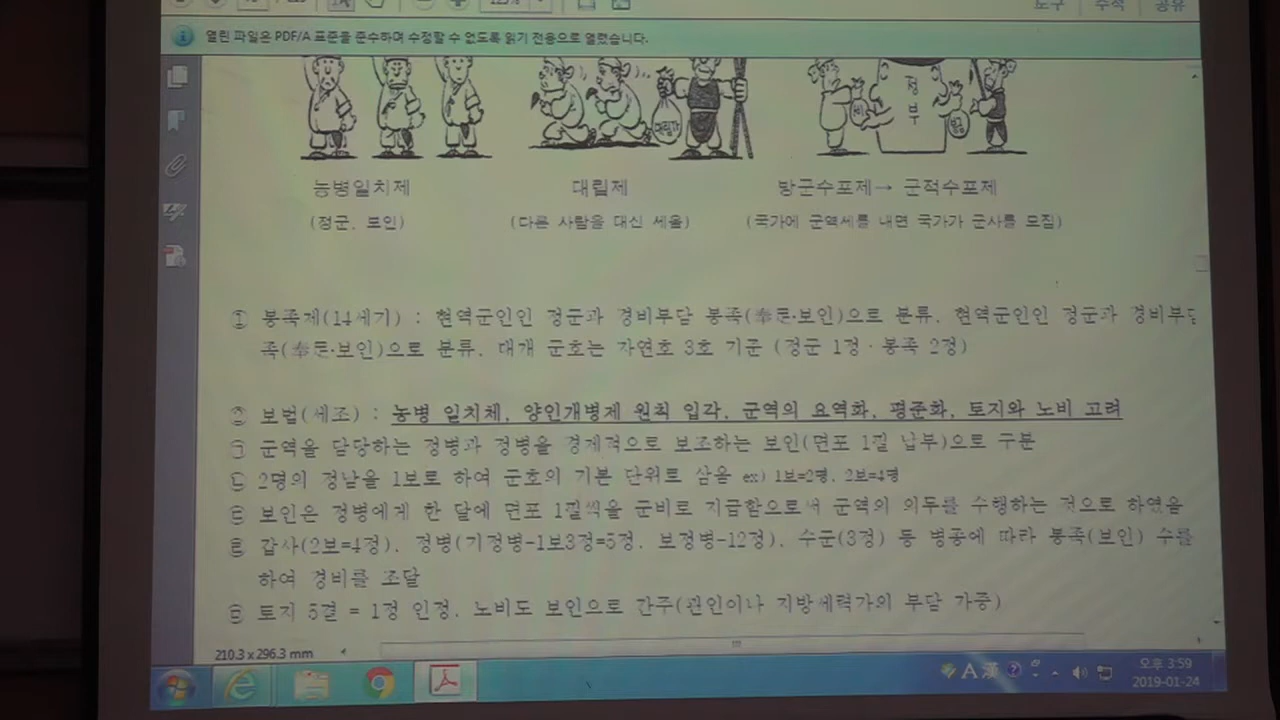 도구 주석 공유
열린 파일은 PDF/A 표준을 준수하며 수정할 수 없도록 읽기 전용으로 열렸습니다.
정부
농병일치제 대립제 방군수포제→ 군적수포제
(정군, 보인) (다른 사람을 대신 세움) (국가에 군역세를 내면 국가가 군사를 모집)
① 봉족제(14세기) : 현역군인인 정군과 경비부담 봉족(奉足·보인)으로 분류. 현역군인인 정군과 경비부담
족(奉足·보인)으로 분류. 대개 군호는 자연호 3호 기준 (정군 1정 · 봉족 2정)
② 보법(세조) : 농병 일치제, 양인개병제 원칙 입각, 군역의 요역화, 평준화, 토지와 노비 고려
㉠ 군역을 담당하는 정병과 정병을 경제적으로 보조하는 보인(면포 1필 납부)으로 구분
㉡ 2명의 정남을 1보로 하여 군호의 기본 단위로 삼음 ex) 1보=2명, 2보=4명
㉢ 보인은 정병에게 한 달에 면포 1필씩을 군비로 지급함으로써 군역의 의무를 수행하는 것으로 하였음
㉣ 갑사(2보=4정), 정병(기정병-1보3정=5정, 보정병-12정), 수군(3정) 등 병종에 따라 봉족(보인) 수를
하여 경비를 조달
㉤ 토지 5결 = 1정 인정, 노비도 보인으로 간주(관인이나 지방세력가의 부담 가중)
210.3 x 296.3 mm
A 漢 오후 3:59
2019-01-24